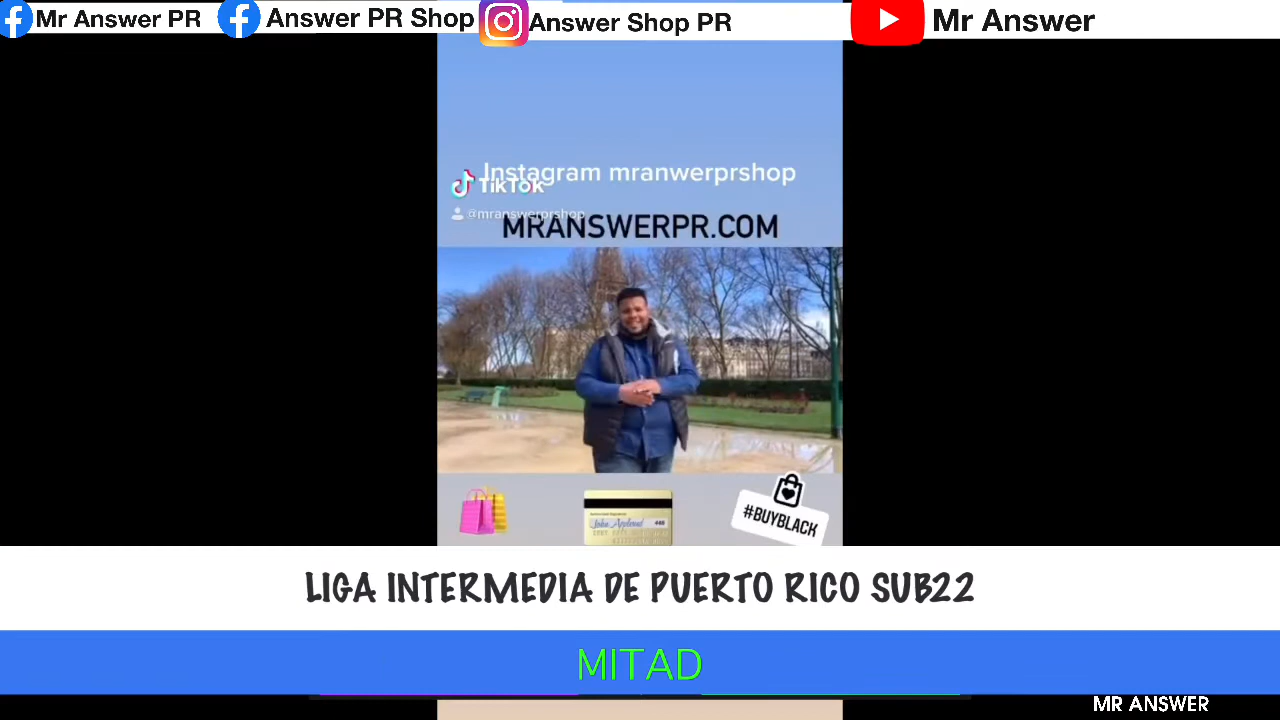 Mr Answer PR
Answer PR Shop
Answer Shop PR
Mr Answer
Instagram mranwerprshop
TikTok
@mranswerprshop
MRANSWERPR.COM
#BUYBLACK
LIGA INTERMEDIA DE PUERTO RICO SUB22
MITAD
MR ANSWER